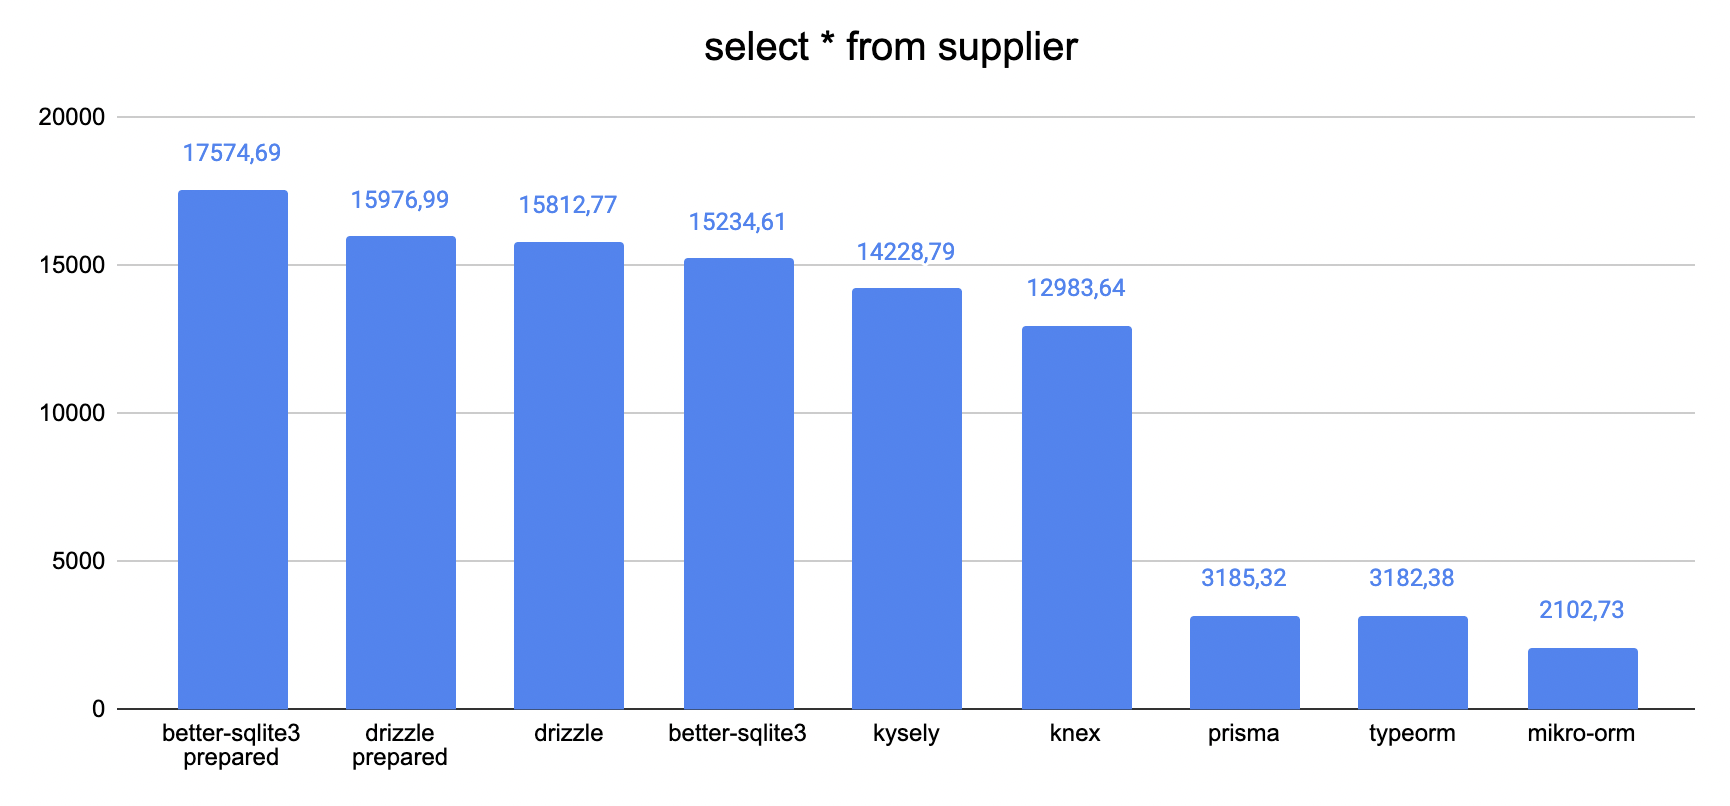 select * from supplier
20000
15000
10000
5000
0
17574,69
15976,99
15812,77
15234,61
14228,79
12983,64
3185,32
3182,38
2102,73
better-sqlite3
prepared
drizzle
prepared
drizzle
better-sqlite3
kysely
knex
prisma
typeorm
mikro-orm